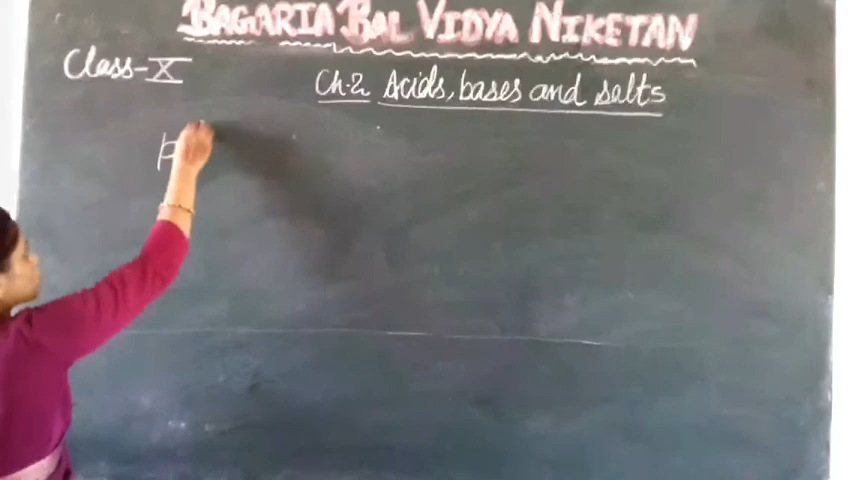 BAGARIA BAL VIDYA NIKETAN
Class-X
Ch-2 Acids, bases and salts
p